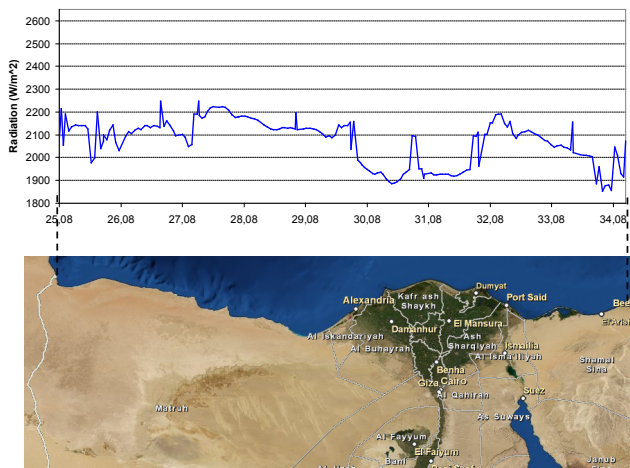 2600
2500
2400
2300
2200
2100
2000
1900
1800
Radiation (W/m^2)
25,08 26,08 27,08 28,08 29,08 30,08 31,08 32,08 33,08 34,08
Dumyat
Alexandria Kafr ash Shaykh Port Said
Bee
El'Arish
Damanhur El Mansura
Al Iskandariyah
Al Buhayrah
Ash Sharqiyah
Ismailia
Al Isma'iliyah
Shamal Sina
Benha
Giza Cairo
Al Qahirah
Suez
Matruh
As Suways
Al Fayyum
El Faiyum
Bani
Janub